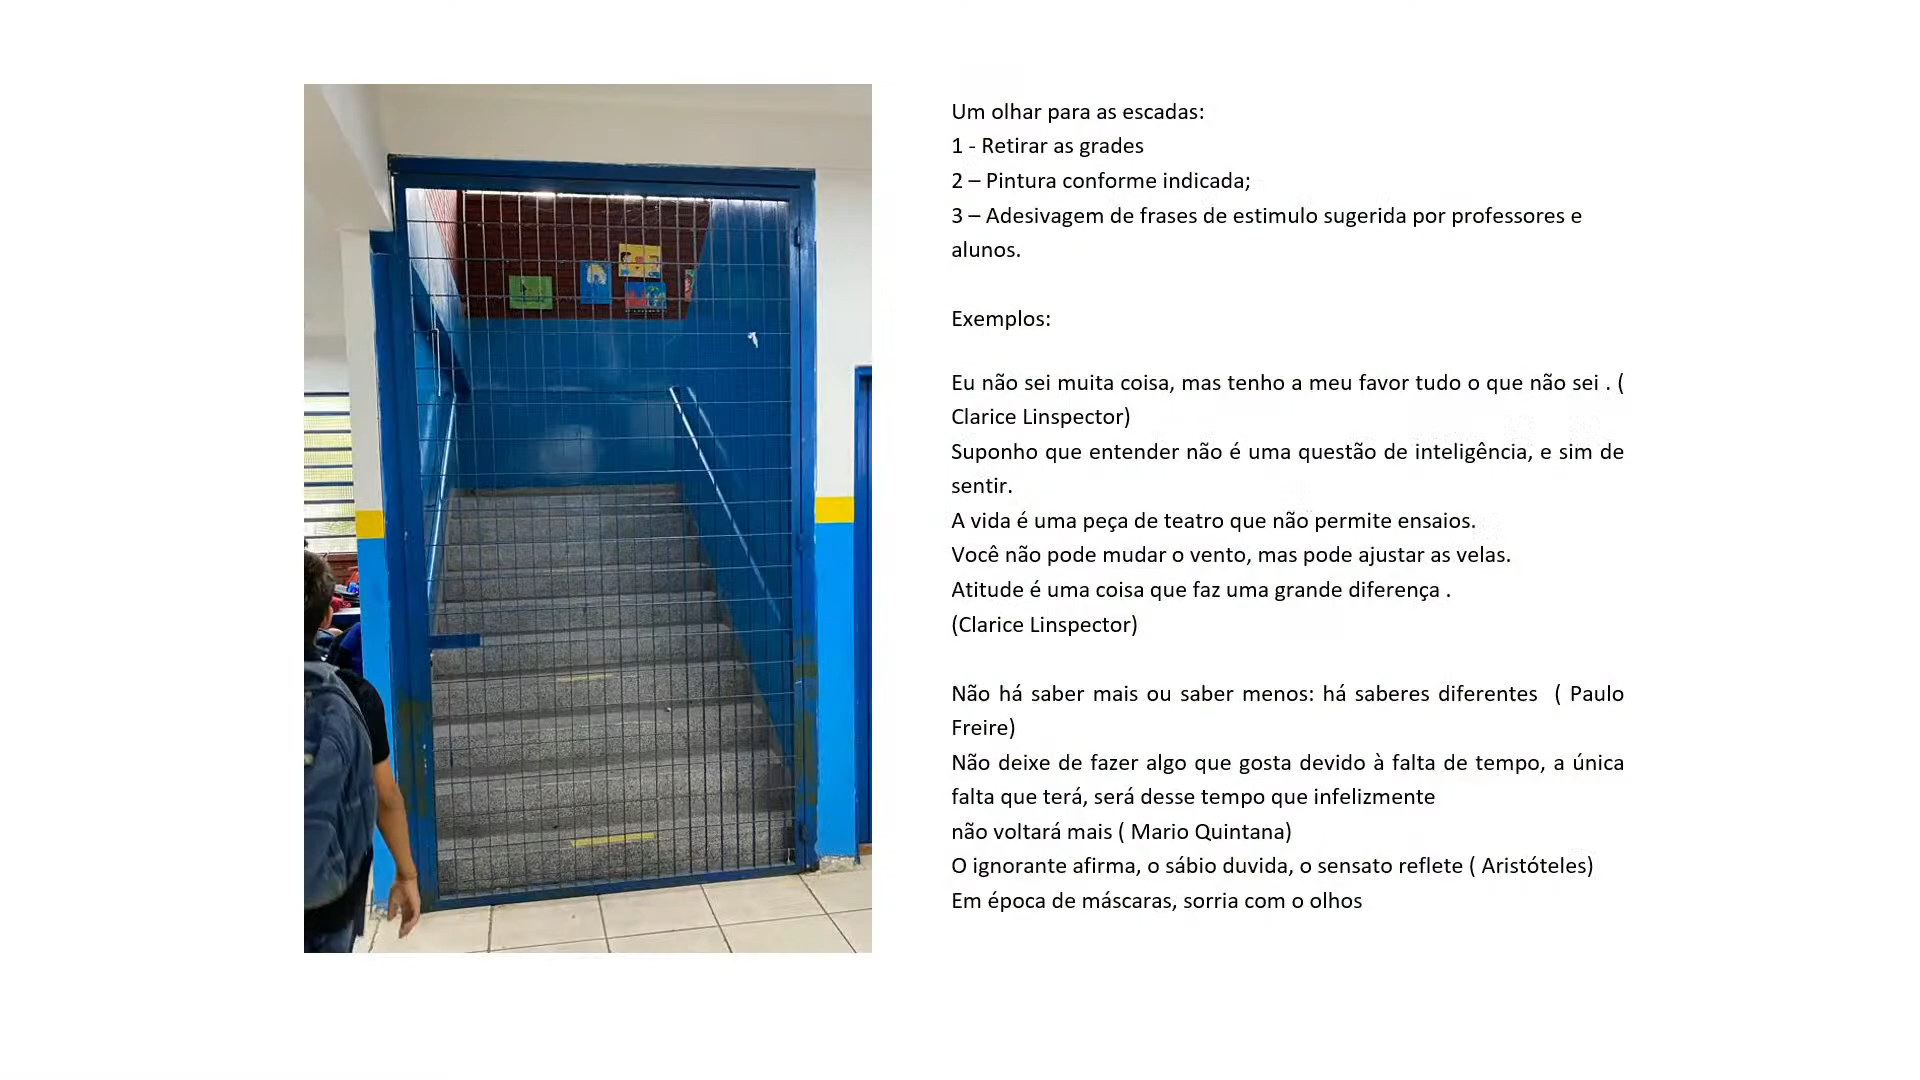 Um olhar para as escadas:
1 - Retirar as grades
2 – Pintura conforme indicada;
3 – Adesivagem de frases de estimulo sugerida por professores e
alunos.
Exemplos:
Eu não sei muita coisa, mas tenho a meu favor tudo o que não sei . (
Clarice Linspector)
Suponho que entender não é uma questão de inteligência, e sim de
sentir.
A vida é uma peça de teatro que não permite ensaios.
Você não pode mudar o vento, mas pode ajustar as velas.
Atitude é uma coisa que faz uma grande diferença .
(Clarice Linspector)
Não há saber mais ou saber menos: há saberes diferentes  ( Paulo
Freire)
Não deixe de fazer algo que gosta devido à falta de tempo, a única
falta que terá, será desse tempo que infelizmente
não voltará mais ( Mario Quintana)
O ignorante afirma, o sábio duvida, o sensato reflete ( Aristóteles)
Em época de máscaras, sorria com o olhos